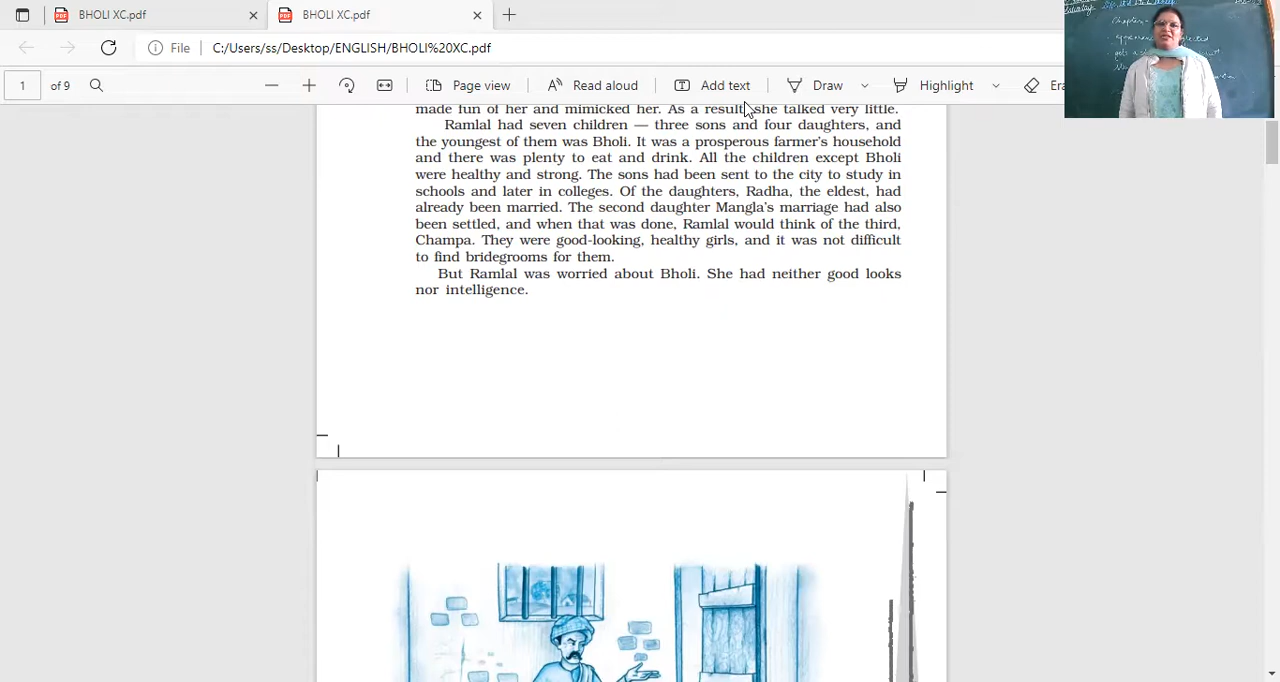 BHOLI XC.pdf
BHOLI XC.pdf
File C:/Users/ss/Desktop/ENGLISH/BHOLI%20XC.pdf
1 of 9 Page view Read aloud Add text Draw Highlight Era
made fun of her and mimicked her. As a result, she talked very little.
Ramlal had seven children — three sons and four daughters, and
the youngest of them was Bholi. It was a prosperous farmer's household
and there was plenty to eat and drink. All the children except Bholi
were healthy and strong. The sons had been sent to the city to study in
schools and later in colleges. Of the daughters, Radha, the eldest, had
already been married. The second daughter Mangla's marriage had also
been settled, and when that was done, Ramlal would think of the third,
Champa. They were good-looking, healthy girls, and it was not difficult
to find bridegrooms for them.
But Ramlal was worried about Bholi. She had neither good looks
nor intelligence.